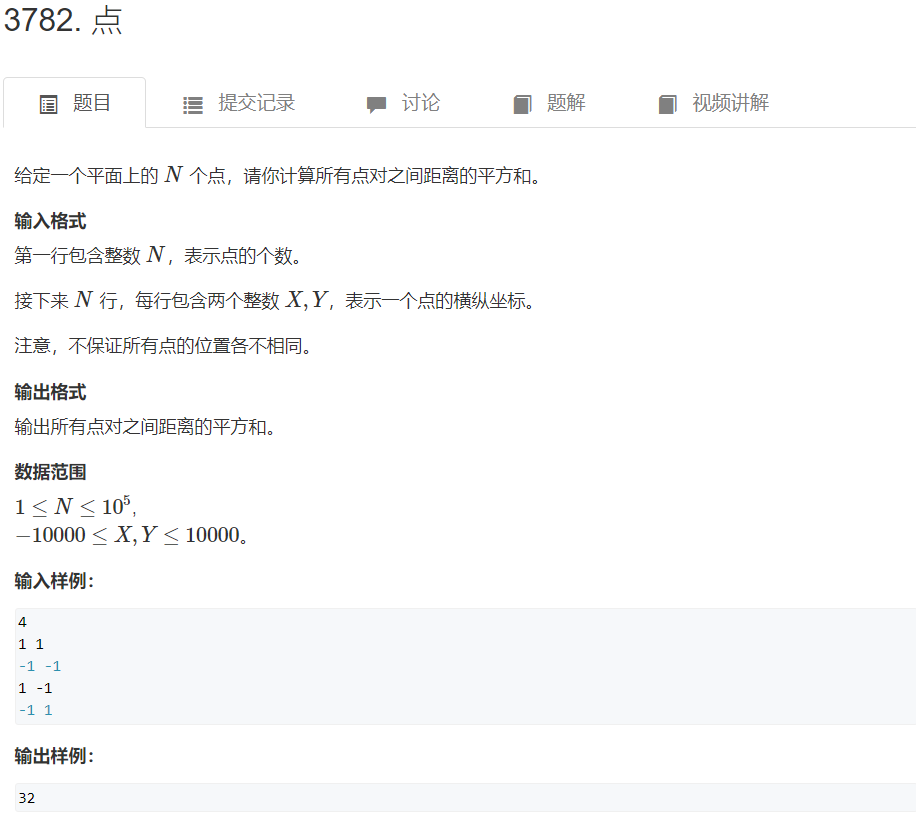 3782. 点
题目 提交记录 讨论 题解 视频讲解
给定一个平面上的 N 个点，请你计算所有点对之间距离的平方和。
输入格式
第一行包含整数 N，表示点的个数。
接下来 N 行，每行包含两个整数 X,Y，表示一个点的横纵坐标。
注意，不保证所有点的位置各不相同。
输出格式
输出所有点对之间距离的平方和。
数据范围
1 ≤ N ≤ 10⁵,
−10000 ≤ X,Y ≤ 10000。
输入样例：
4
1 1
-1 -1
1 -1
-1 1
输出样例：
32